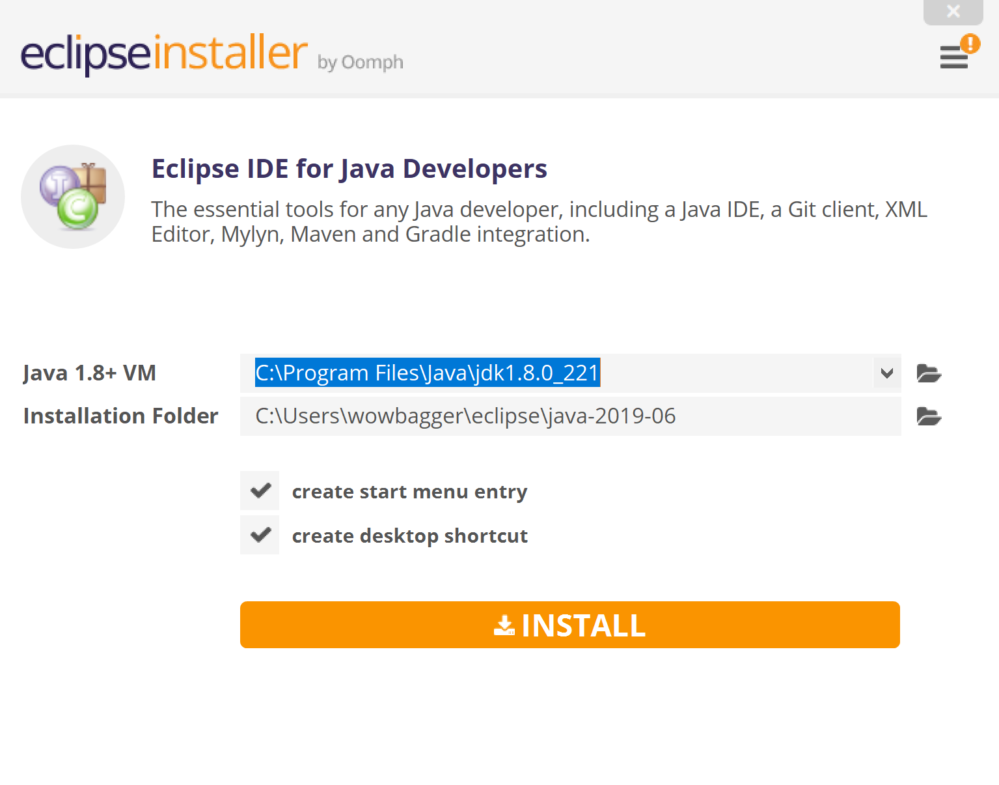 eclipseinstaller by Oomph
Eclipse IDE for Java Developers
The essential tools for any Java developer, including a Java IDE, a Git client, XML
Editor, Mylyn, Maven and Gradle integration.
Java 1.8+ VM C:\Program Files\Java\jdk1.8.0_221
Installation Folder C:\Users\wowbagger\eclipse\java-2019-06
create start menu entry
create desktop shortcut
INSTALL